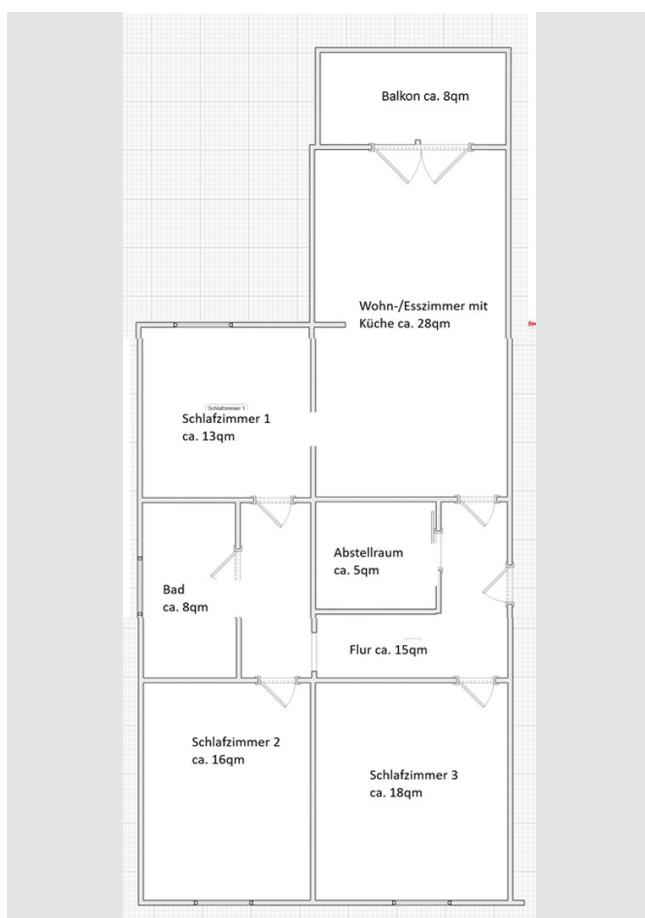 Balkon ca. 8qm
Wohn-/Esszimmer mit
Küche ca. 28qm
Schlafzimmer 1
Schlafzimmer 1
ca. 13qm
Abstellraum
ca. 5qm
Bad
ca. 8qm
Flur ca. 15qm
Schlafzimmer 2
ca. 16qm
Schlafzimmer 3
ca. 18qm